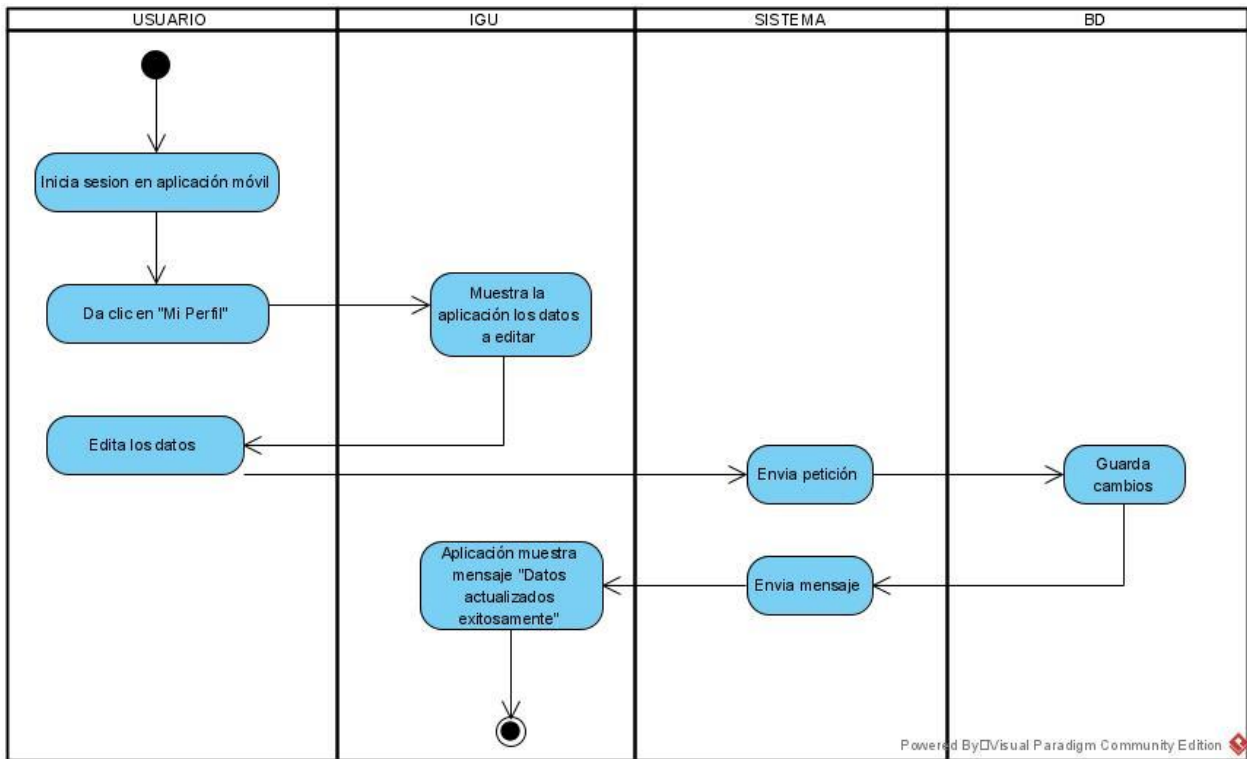 USUARIO
IGU
SISTEMA
BD
Inicia sesion en aplicación móvil
Da clic en "Mi Perfil"
Muestra la
aplicación los datos
a editar
Edita los datos
Envia petición
Guarda
cambios
Aplicación muestra
mensaje "Datos
actualizados
exitosamente"
Envia mensaje
Powered By□Visual Paradigm Community Edition